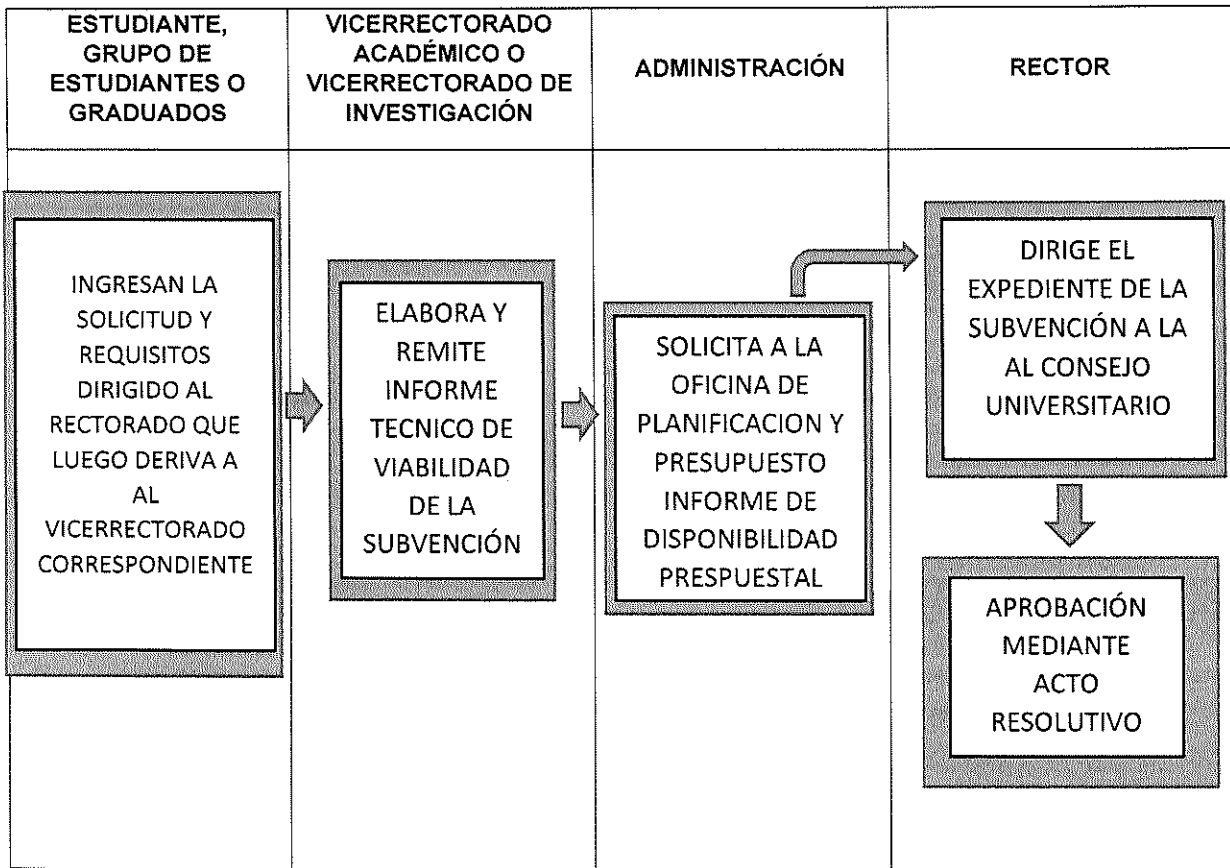 ESTUDIANTE,
GRUPO DE
ESTUDIANTES O
GRADUADOS
VICERRECTORADO
ACADÉMICO O
VICERRECTORADO DE
INVESTIGACIÓN
ADMINISTRACIÓN
RECTOR
INGRESAN LA
SOLICITUD Y
REQUISITOS
DIRIGIDO AL
RECTORADO QUE
LUEGO DERIVA A
AL
VICERRECTORADO
CORRESPONDIENTE
ELABORA Y
REMITE
INFORME
TECNICO DE
VIABILIDAD
DE LA
SUBVENCIÓN
SOLICITA A LA
OFICINA DE
PLANIFICACION Y
PRESUPUESTO
INFORME DE
DISPONIBILIDAD
PRESPUESTAL
DIRIGE EL
EXPEDIENTE DE LA
SUBVENCIÓN A LA
AL CONSEJO
UNIVERSITARIO
APROBACIÓN
MEDIANTE
ACTO
RESOLUTIVO